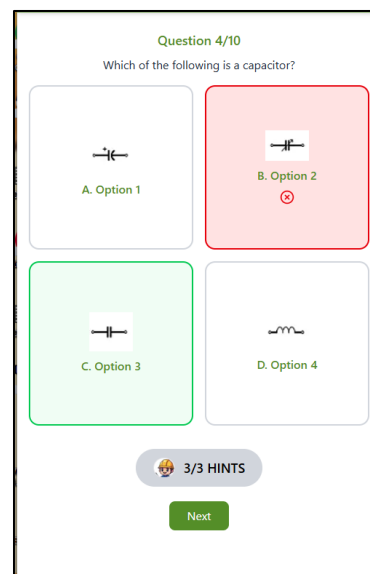 Question 4/10
Which of the following is a capacitor?
A. Option 1
B. Option 2
C. Option 3
D. Option 4
3/3 HINTS
Next